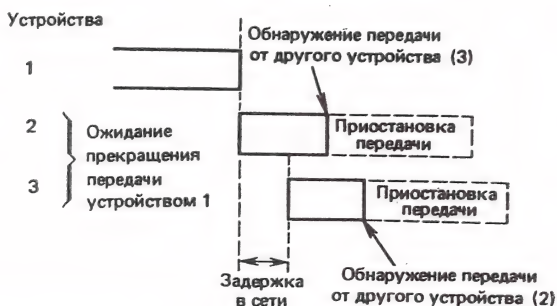 Устройства
Обнаружение передачи
от другого устройства (3)
1
2
Ожидание
прекращения
передачи
устройством 1
Приостановка
передачи
3
Приостановка
передачи
Задержка
в сети
Обнаружение передачи
от другого устройства (2)